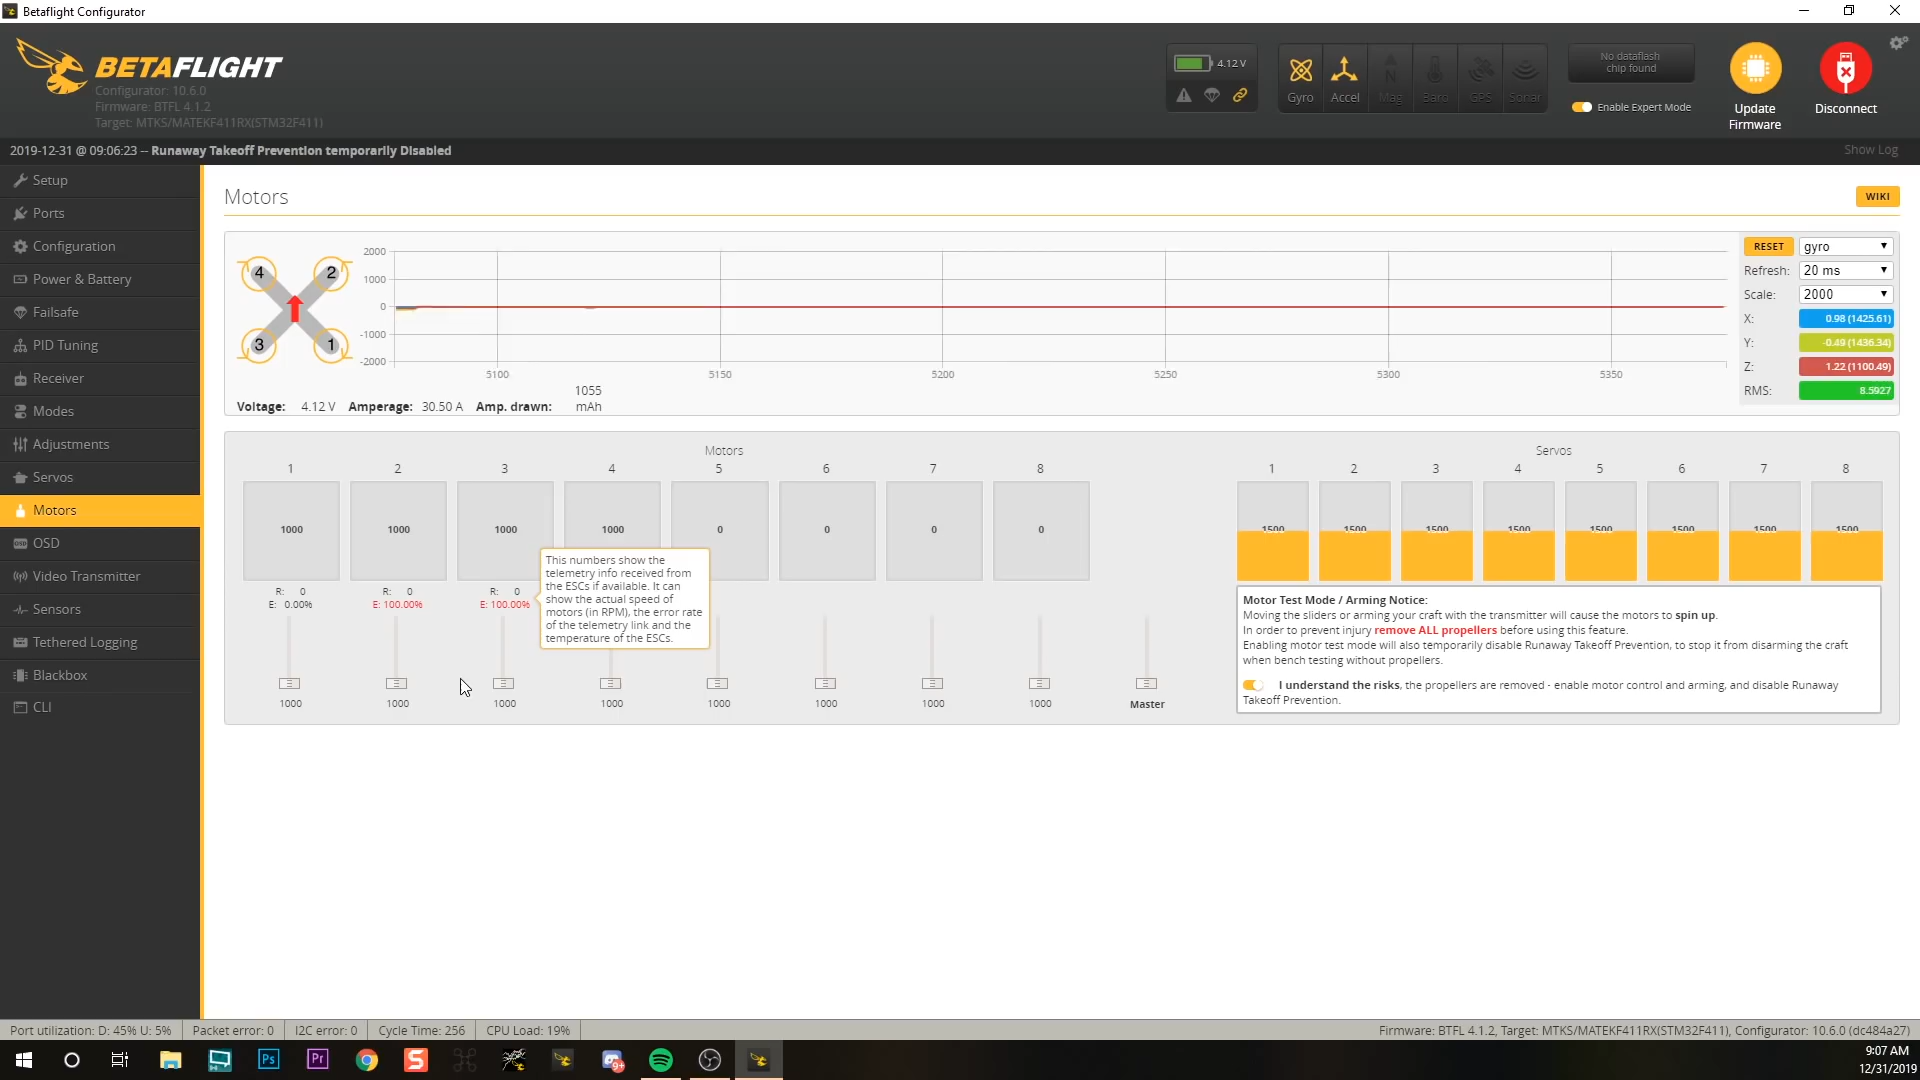 Betaflight Configurator
BETAFLIGHT
Configurator: 10.6.0
Firmware: BTFL 4.1.2
Target: MTKS/MATEKF411RX(STM32F411)
4.12 V
Gyro
Accel
Mag
Baro
GPS
Sonar
No dataflash
chip found
Enable Expert Mode
Update
Firmware
Disconnect
2019-12-31 @ 09:06:23 -- Runaway Takeoff Prevention temporarily Disabled
Show Log
Setup
Ports
Configuration
Power & Battery
Failsafe
PID Tuning
Receiver
Modes
Adjustments
Servos
Motors
OSD
Video Transmitter
Sensors
Tethered Logging
Blackbox
CLI
Motors
WIKI
4
2
3
1
2000
1000
0
-1000
-2000
5100
5150
5200
5250
5300
5350
Voltage: 4.12 V Amperage: 30.50 A Amp. drawn: 1055
mAh
RESET gyro
Refresh: 20 ms
Scale: 2000
X: 0.98 (1425.61)
Y: -0.49 (1436.34)
Z: 1.22 (1100.49)
RMS: 8.5927
Motors
1 2 3 4 5 6 7 8
1000 1000 1000 1000 0 0 0 0
R: 0 R: 0 R: 0
E: 0.00% E: 100.00% E: 100.00%
This numbers show the
telemetry info received from
the ESCs if available. It can
show the actual speed of
motors (in RPM), the error rate
of the telemetry link and the
temperature of the ESCs.
1000 1000 1000 1000 1000 1000 1000 1000 Master
Servos
1 2 3 4 5 6 7 8
1500 1500 1500 1500 1500 1500 1500 1500
Motor Test Mode / Arming Notice:
Moving the sliders or arming your craft with the transmitter will cause the motors to spin up.
In order to prevent injury remove ALL propellers before using this feature.
Enabling motor test mode will also temporarily disable Runaway Takeoff Prevention, to stop it from disarming the craft
when bench testing without propellers.
I understand the risks, the propellers are removed - enable motor control and arming, and disable Runaway
Takeoff Prevention.
Port utilization: D: 45% U: 5% Packet error: 0 I2C error: 0 Cycle Time: 256 CPU Load: 19%
Firmware: BTFL 4.1.2, Target: MTKS/MATEKF411RX(STM32F411), Configurator: 10.6.0 (dc484a27)
Ps
Pr
S
9+
9:07 AM
12/31/2019